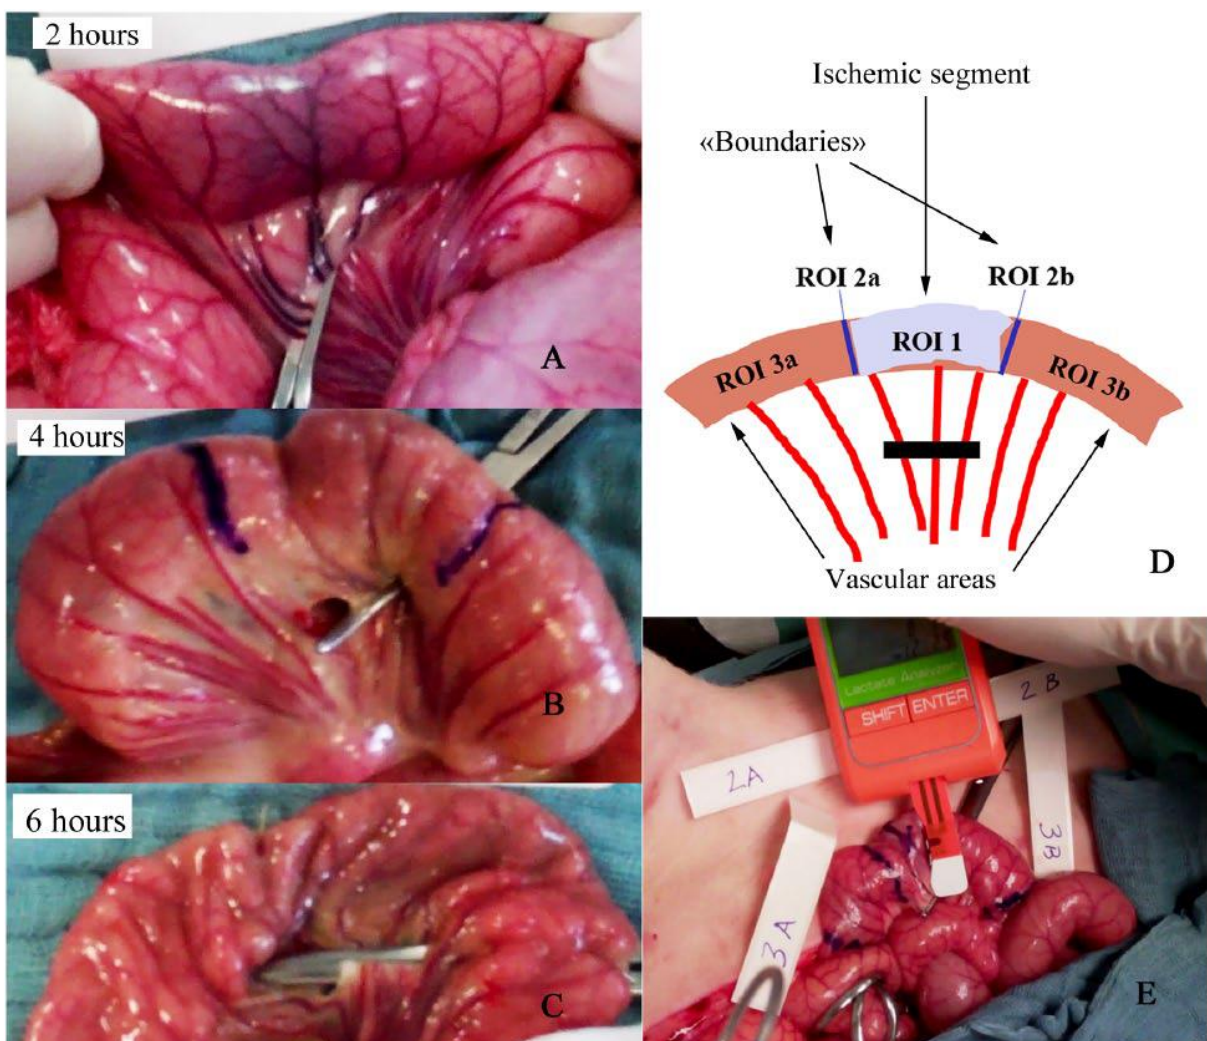 2 hours
A
4 hours
B
6 hours
C
Ischemic segment
«Boundaries»
ROI 2a
ROI 2b
ROI 1
ROI 3a
ROI 3b
Vascular areas
D
Lactate Analyzer
SHIFT ENTER
2A
2B
3A
3B
E